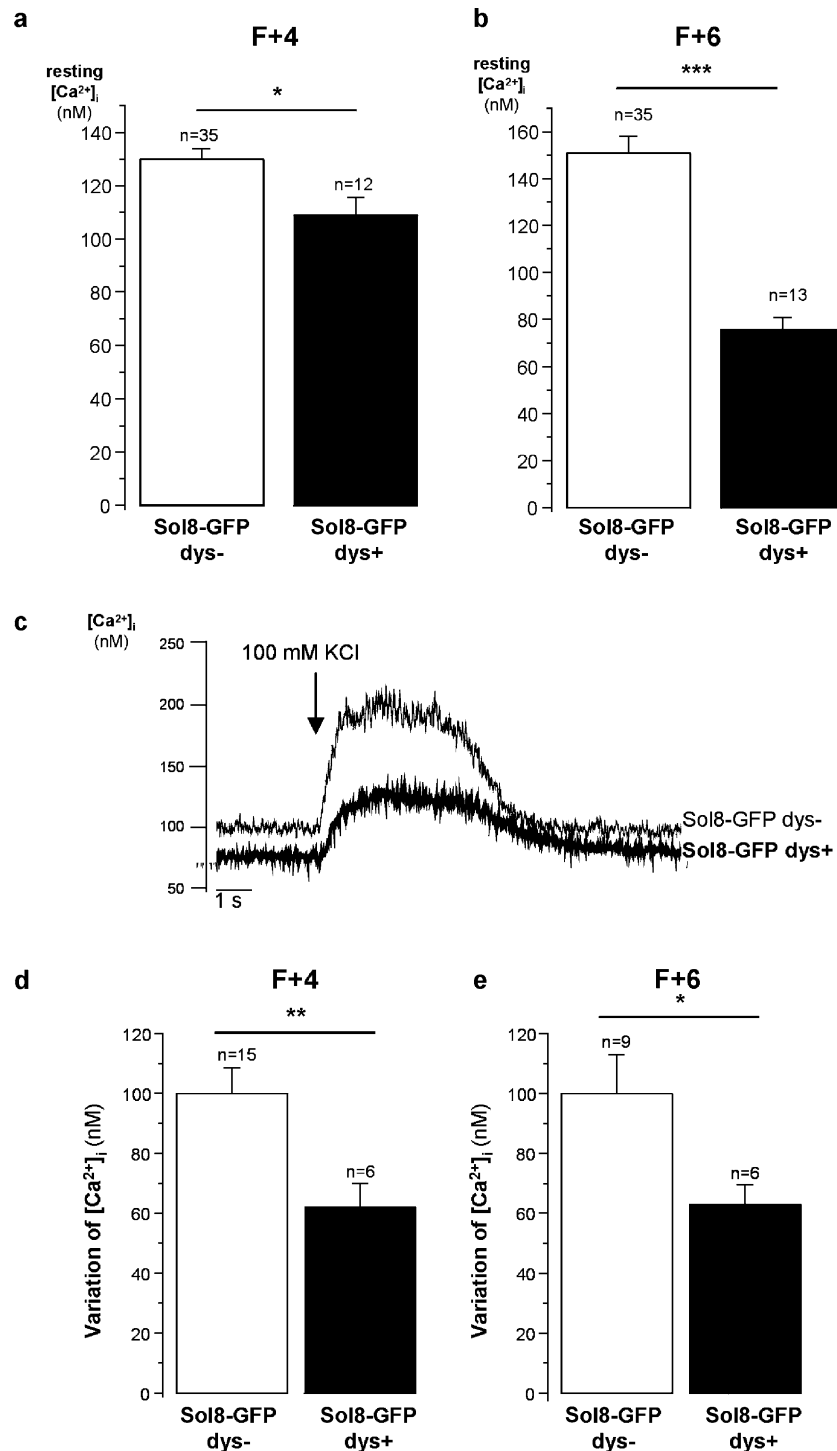 a
F+4
resting
[Ca²⁺]ᵢ
(nM)
*
n=35
n=12
140
120
100
80
60
40
20
0
Sol8-GFP
dys-
Sol8-GFP
dys+
b
F+6
resting
[Ca²⁺]ᵢ
(nM)
***
n=35
n=13
160
140
120
100
80
60
40
20
0
Sol8-GFP
dys-
Sol8-GFP
dys+
c
[Ca²⁺]ᵢ
(nM)
250
200
150
100
50
100 mM KCl
Sol8-GFP dys-
Sol8-GFP dys+
1 s
d
F+4
**
n=15
n=6
Variation of [Ca²⁺]ᵢ (nM)
120
100
80
60
40
20
0
Sol8-GFP
dys-
Sol8-GFP
dys+
e
F+6
*
n=9
n=6
Variation of [Ca²⁺]ᵢ (nM)
120
100
80
60
40
20
0
Sol8-GFP
dys-
Sol8-GFP
dys+